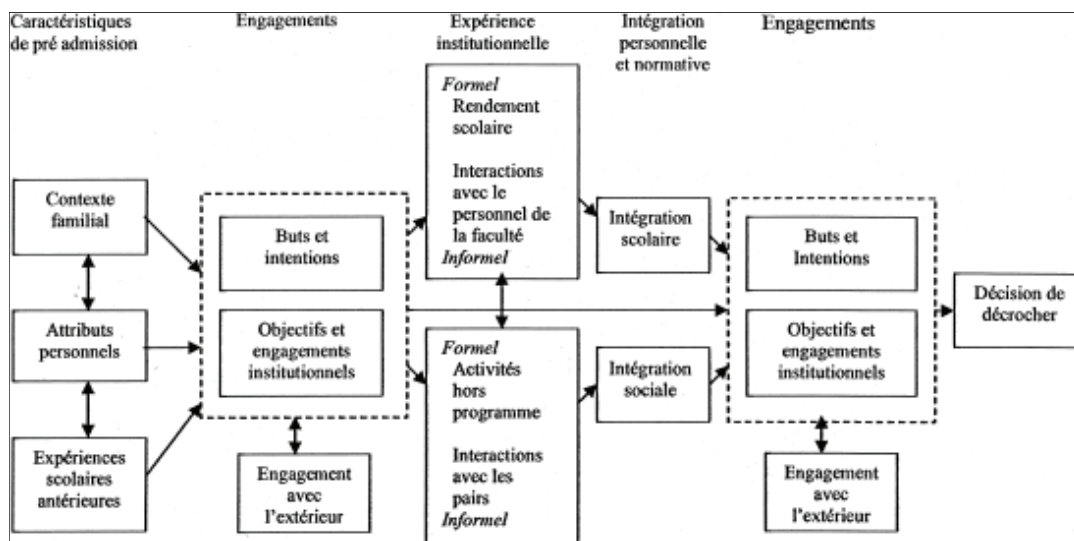 Caractéristiques
de pré admission
Engagements
Expérience
institutionnelle
Intégration
personnelle
et normative
Engagements
Contexte
familial
Attributs
personnels
Expériences
scolaires
antérieures
Buts et
intentions
Objectifs et
engagements
institutionnels
Engagement
avec
l'extérieur
Formel
Rendement
scolaire
Interactions
avec le
personnel de
la faculté
Informel
Formel
Activités
hors
programme
Interactions
avec les
pairs
Informel
Intégration
scolaire
Intégration
sociale
Buts et
Intentions
Objectifs et
engagements
institutionnels
Engagement
avec
l'extérieur
Décision de
décrocher